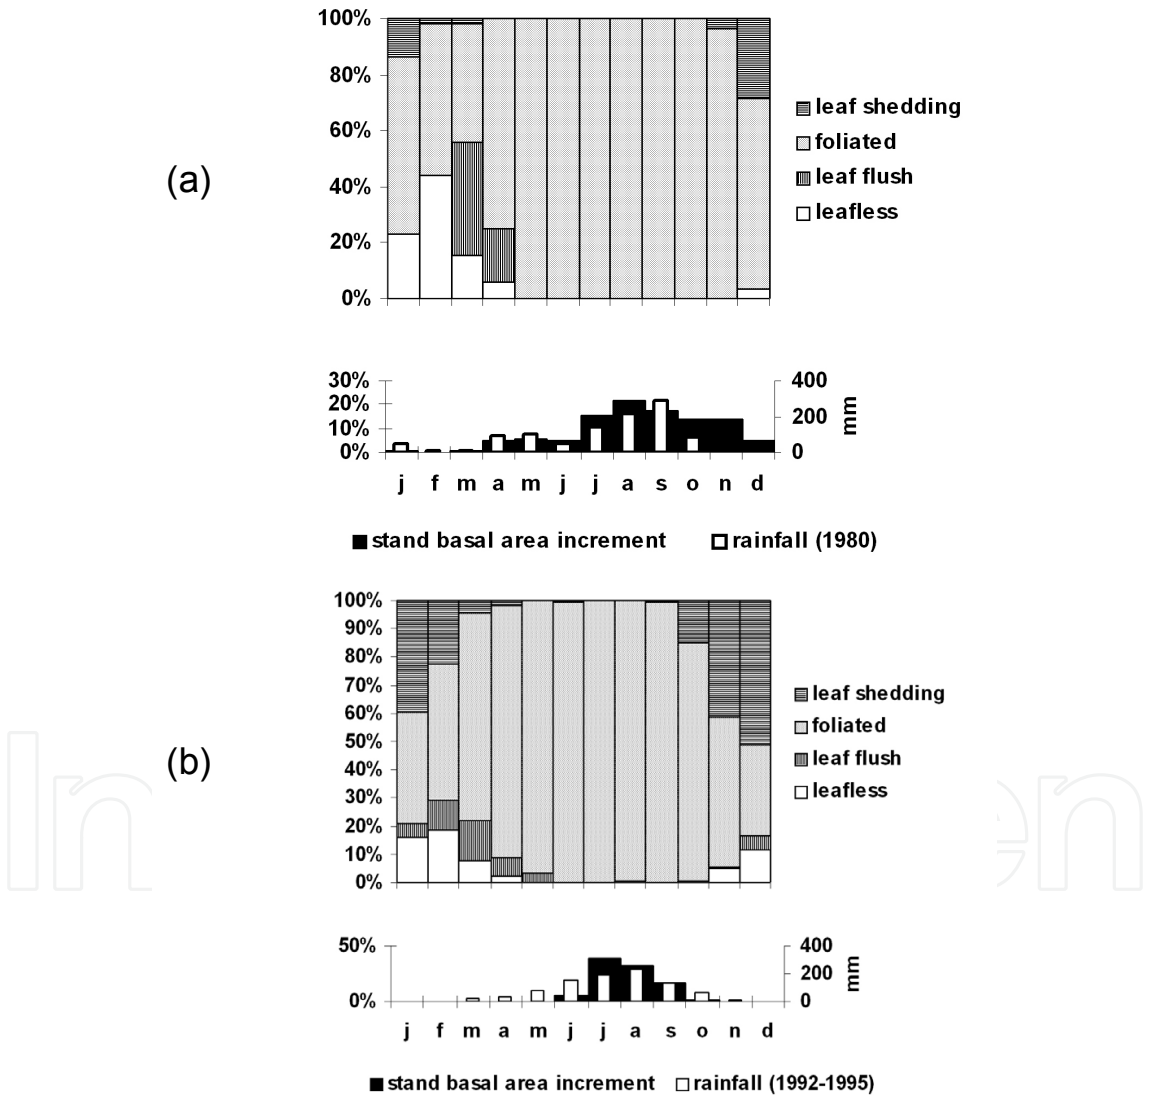 100%
80%
60%
40%
20%
0%
leaf shedding
foliated
leaf flush
leafless
(a)
30%
20%
10%
0%
400
200
0
mm
j f m a m j j a s o n d
stand basal area increment rainfall (1980)
100%
90%
80%
70%
60%
50%
40%
30%
20%
10%
0%
leaf shedding
foliated
leaf flush
leafless
(b)
In en
50%
0%
400
200
0
mm
j f m a m j j a s o n d
stand basal area increment rainfall (1992-1995)